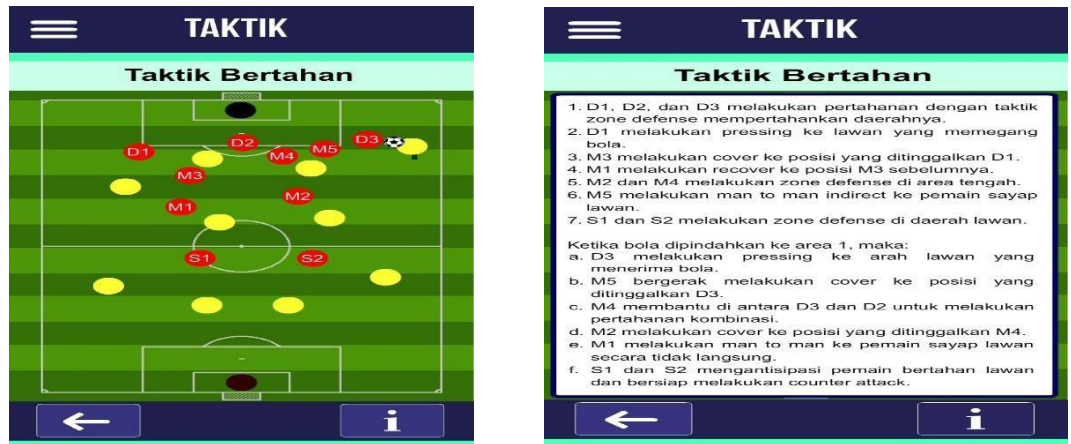 TAKTIK
Taktik Bertahan
D1
D2
D3
M5
M4
M3
M2
M1
S1
S2
i
TAKTIK
Taktik Bertahan
1. D1, D2, dan D3 melakukan pertahanan dengan taktik
zone defense mempertahankan daerahnya.
2. D1 melakukan pressing ke lawan yang memegang
bola.
3. M3 melakukan cover ke posisi yang ditinggalkan D1.
4. M1 melakukan recover ke posisi M3 sebelumnya.
5. M2 dan M4 melakukan zone defense di area tengah.
6. M5 melakukan man to man indirect ke pemain sayap
lawan.
7. S1 dan S2 melakukan zone defense di daerah lawan.
Ketika bola dipindahkan ke area 1, maka:
a. D3 melakukan pressing ke arah lawan yang
menerima bola.
b. M5 bergerak melakukan cover ke posisi yang
ditinggalkan D3.
c. M4 membantu di antara D3 dan D2 untuk melakukan
pertahanan kombinasi.
d. M2 melakukan cover ke posisi yang ditinggalkan M4.
e. M1 melakukan man to man ke pemain sayap lawan
secara tidak langsung.
f. S1 dan S2 mengantisipasi pemain bertahan lawan
dan bersiap melakukan counter attack.
i